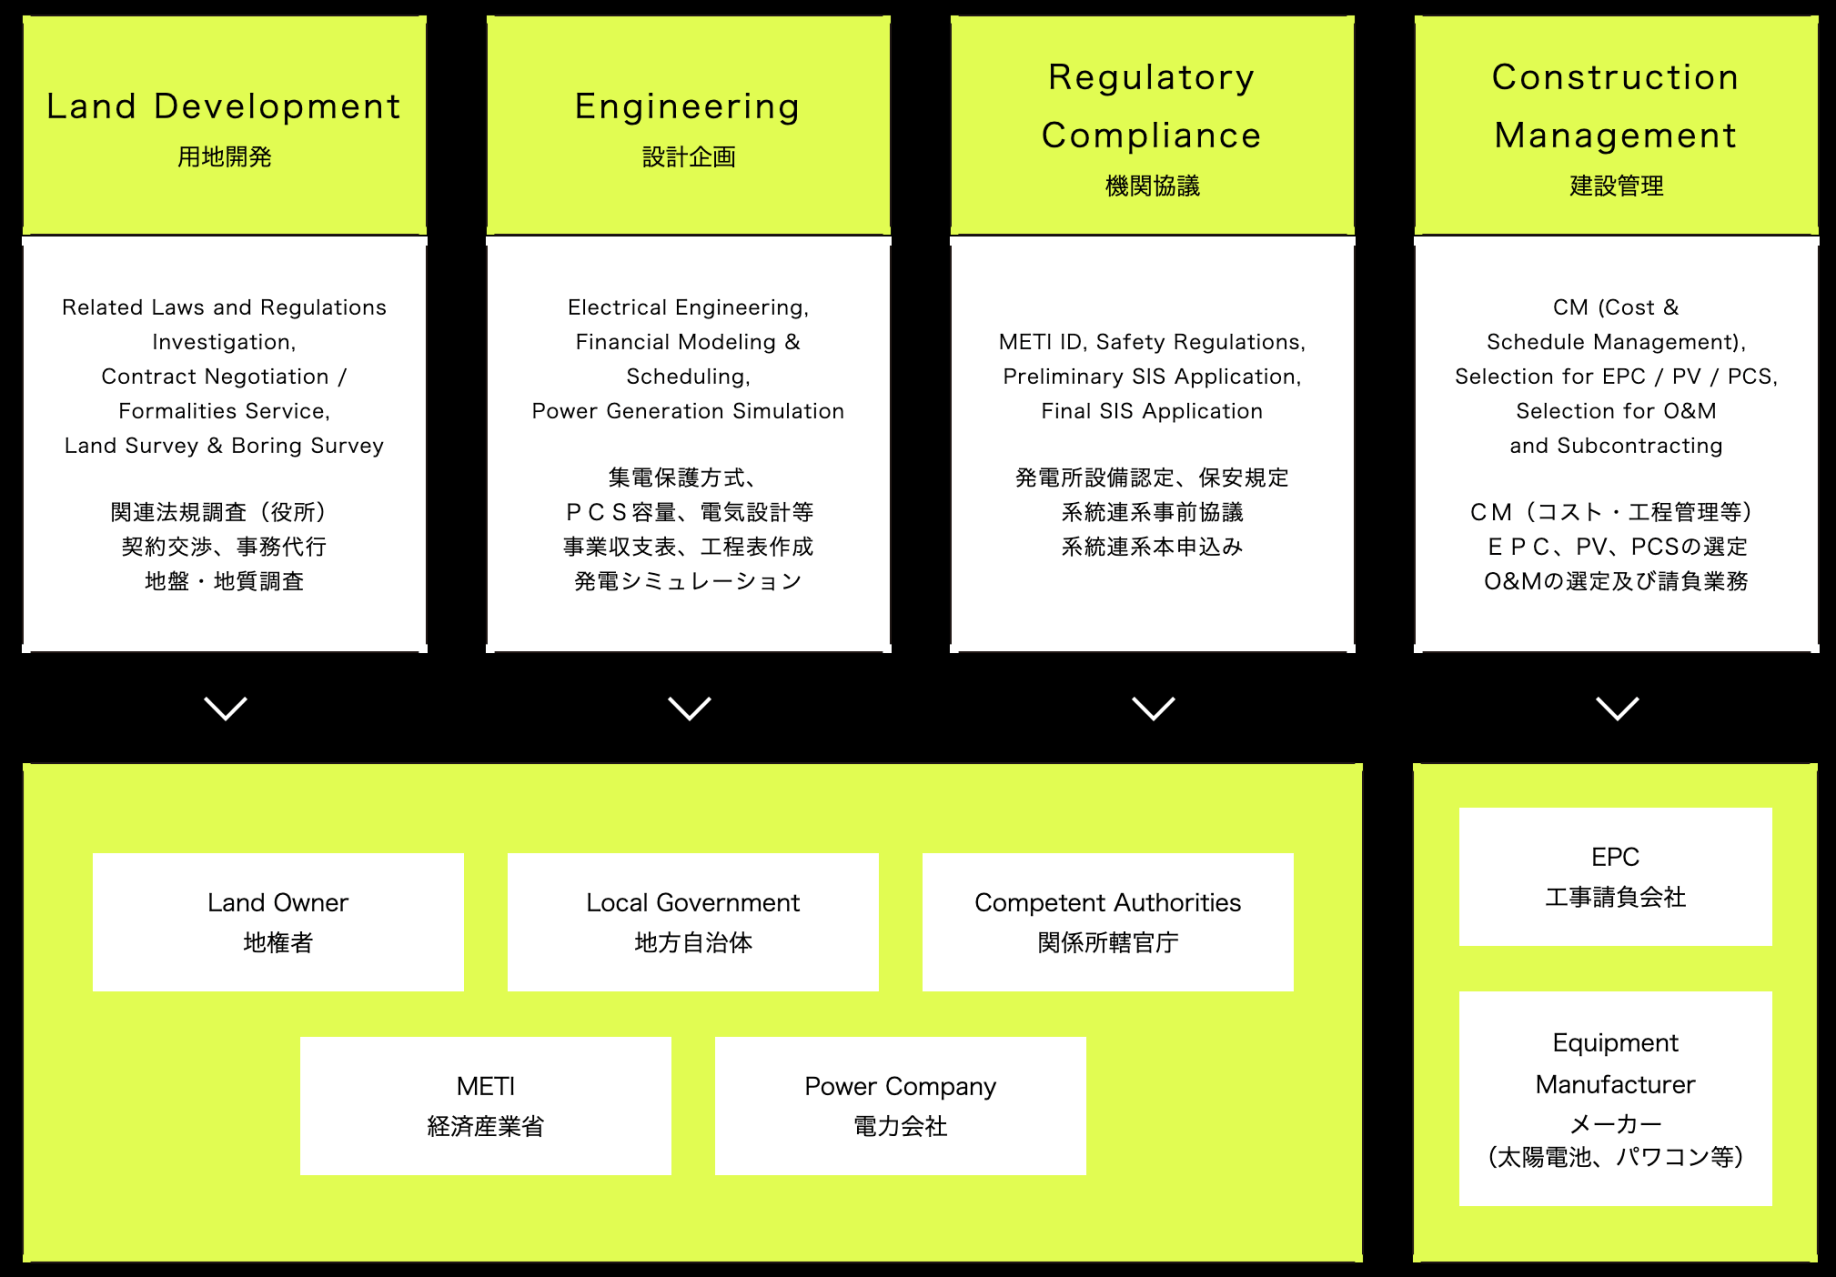 Land Development
用地開発
Related Laws and Regulations
Investigation,
Contract Negotiation /
Formalities Service,
Land Survey & Boring Survey
関連法規調査（役所）
契約交渉、事務代行
地盤・地質調査
Engineering
設計企画
Electrical Engineering,
Financial Modeling &
Scheduling,
Power Generation Simulation
集電保護方式、
ＰＣＳ容量、電気設計等
事業収支表、工程表作成
発電シミュレーション
Regulatory
Compliance
機関協議
METI ID, Safety Regulations,
Preliminary SIS Application,
Final SIS Application
発電所設備認定、保安規定
系統連系事前協議
系統連系本申込み
Construction
Management
建設管理
CM (Cost &
Schedule Management),
Selection for EPC / PV / PCS,
Selection for O&M
and Subcontracting
ＣＭ（コスト・工程管理等）
ＥＰＣ、PV、PCSの選定
O&Mの選定及び請負業務
Land Owner
地権者
Local Government
地方自治体
Competent Authorities
関係所轄官庁
METI
経済産業省
Power Company
電力会社
EPC
工事請負会社
Equipment
Manufacturer
メーカー
（太陽電池、パワコン等）